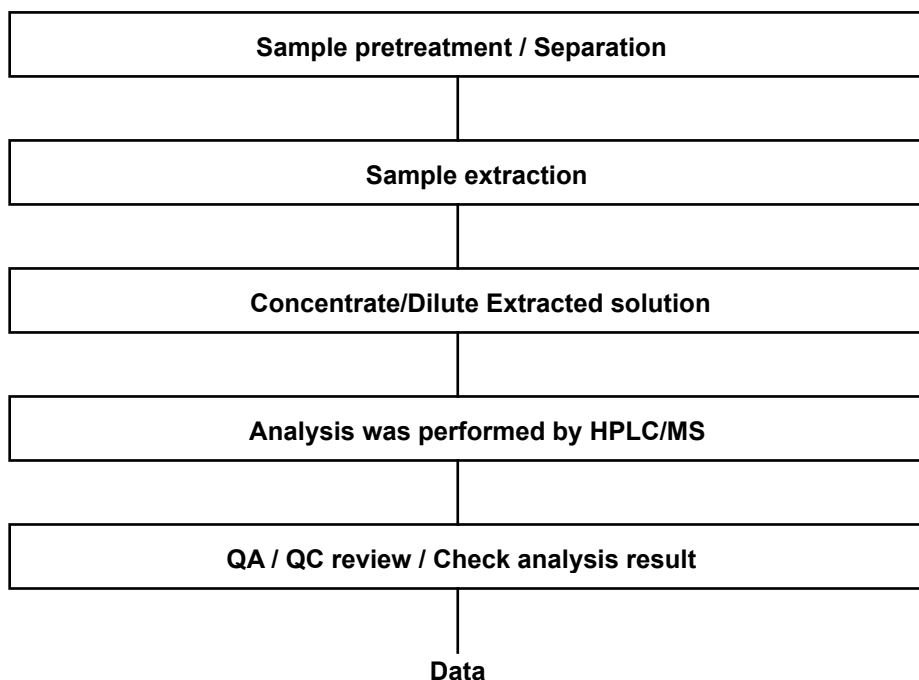 Sample pretreatment / Separation
Sample extraction
Concentrate/Dilute Extracted solution
Analysis was performed by HPLC/MS
QA / QC review / Check analysis result
Data